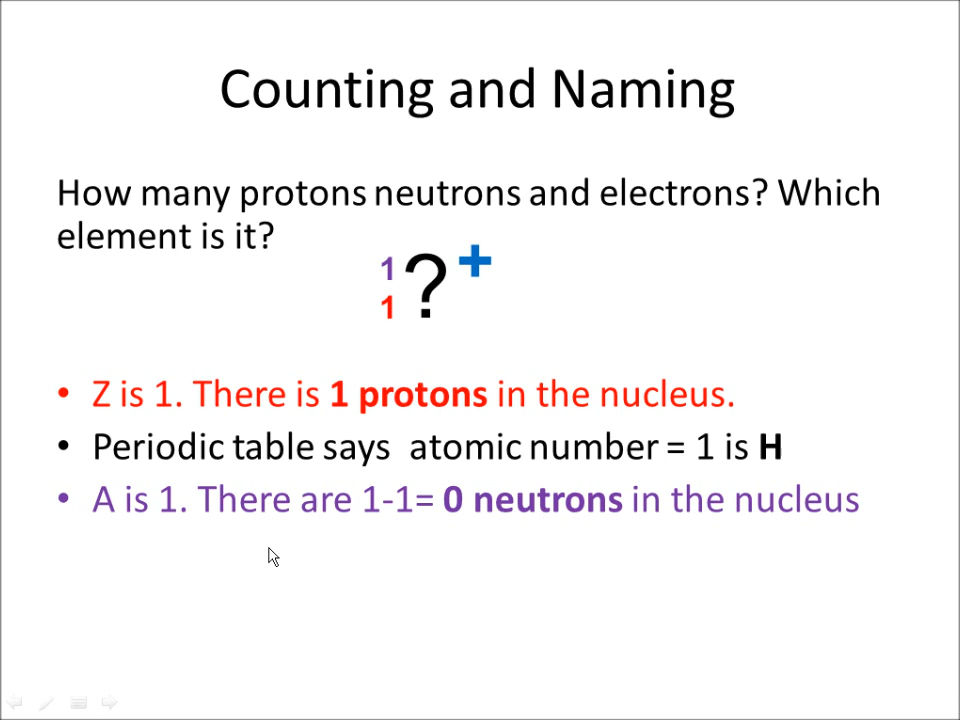 Counting and Naming
How many protons neutrons and electrons? Which
element is it?
1
1
?
+
• Z is 1. There is 1 protons in the nucleus.
• Periodic table says  atomic number = 1 is H
• A is 1. There are 1-1= 0 neutrons in the nucleus